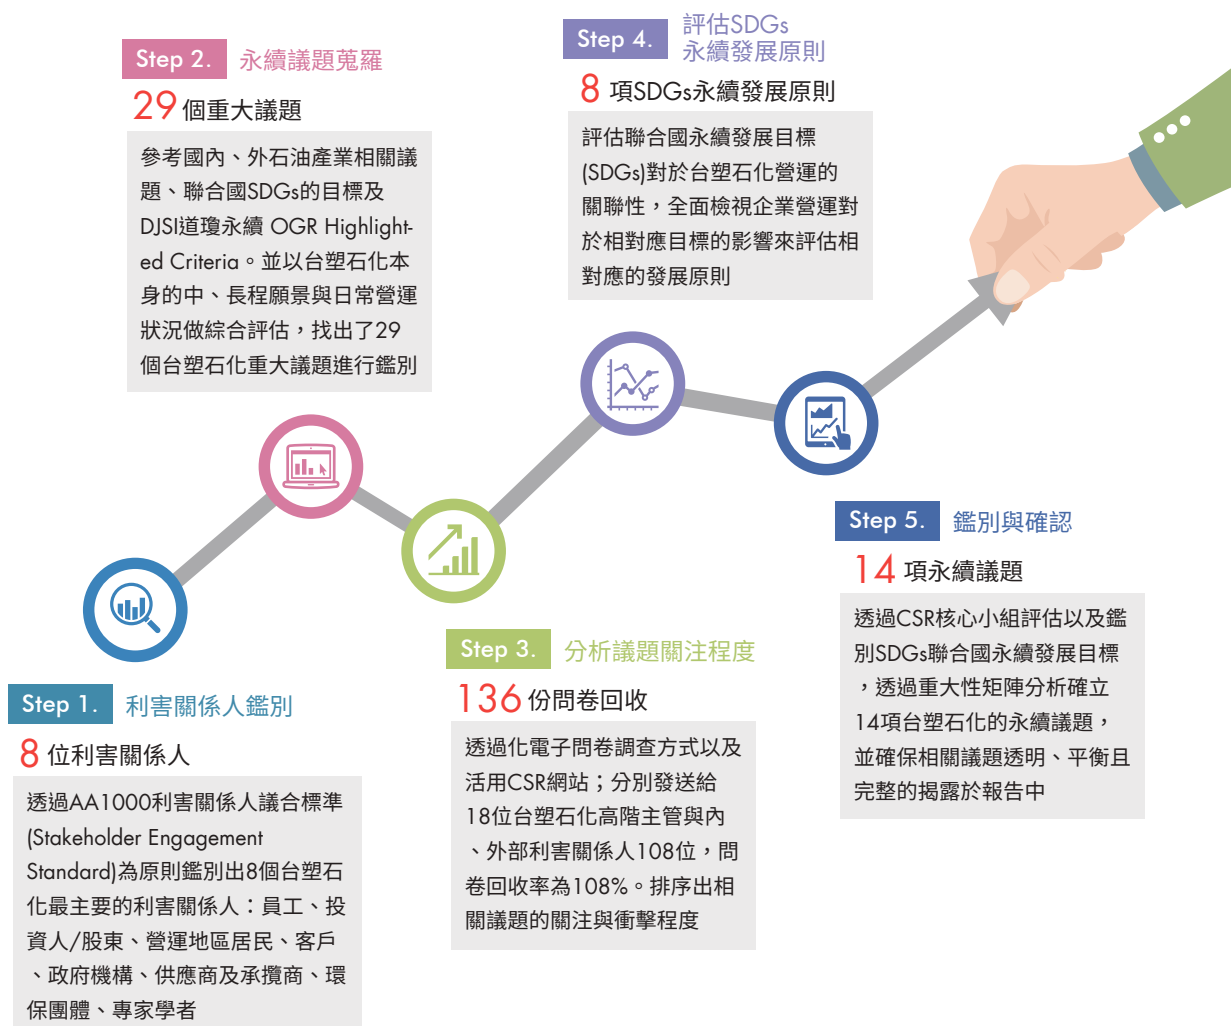 Step 1.
利害關係人鑑別
8 位利害關係人
透過AA1000利害關係人議合標準
(Stakeholder Engagement
Standard)為原則鑑別出8個台塑石
化最主要的利害關係人：員工、投
資人/股東、營運地區居民、客戶
、政府機構、供應商及承攬商、環
保團體、專家學者
Step 2.
永續議題蒐羅
29 個重大議題
參考國內、外石油產業相關議
題、聯合國SDGs的目標及
DJSI道瓊永續 OGR Highlight-
ed Criteria。並以台塑石化本
身的中、長程願景與日常營運
狀況做綜合評估，找出了29
個台塑石化重大議題進行鑑別
Step 3.
分析議題關注程度
136 份問卷回收
透過化電子問卷調查方式以及
活用CSR網站；分別發送給
18位台塑石化高階主管與內
、外部利害關係人108位，問
卷回收率為108%。排序出相
關議題的關注與衝擊程度
Step 4.
評估SDGs
永續發展原則
8 項SDGs永續發展原則
評估聯合國永續發展目標
(SDGs)對於台塑石化營運的
關聯性，全面檢視企業營運對
於相對應目標的影響來評估相
對應的發展原則
Step 5.
鑑別與確認
14 項永續議題
透過CSR核心小組評估以及鑑
別SDGs聯合國永續發展目標
，透過重大性矩陣分析確立
14項台塑石化的永續議題，
並確保相關議題透明、平衡且
完整的揭露於報告中